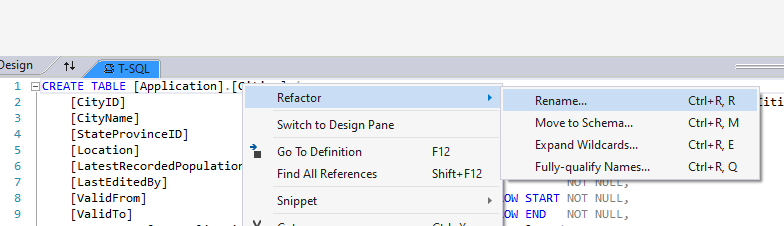 Design T-SQL
1 CREATE TABLE [Application].
2 [CityID]
3 [CityName]
4 [StateProvinceID]
5 [Location]
6 [LatestRecordedPopulation
7 [LastEditedBy] NOT NULL,
8 [ValidFrom] OW START NOT NULL,
9 [ValidTo] OW END NOT NULL,
Refactor
Switch to Design Pane
Go To Definition F12
Find All References Shift+F12
Snippet
Rename... Ctrl+R, R
Move to Schema... Ctrl+R, M
Expand Wildcards... Ctrl+R, E
Fully-qualify Names... Ctrl+R, Q